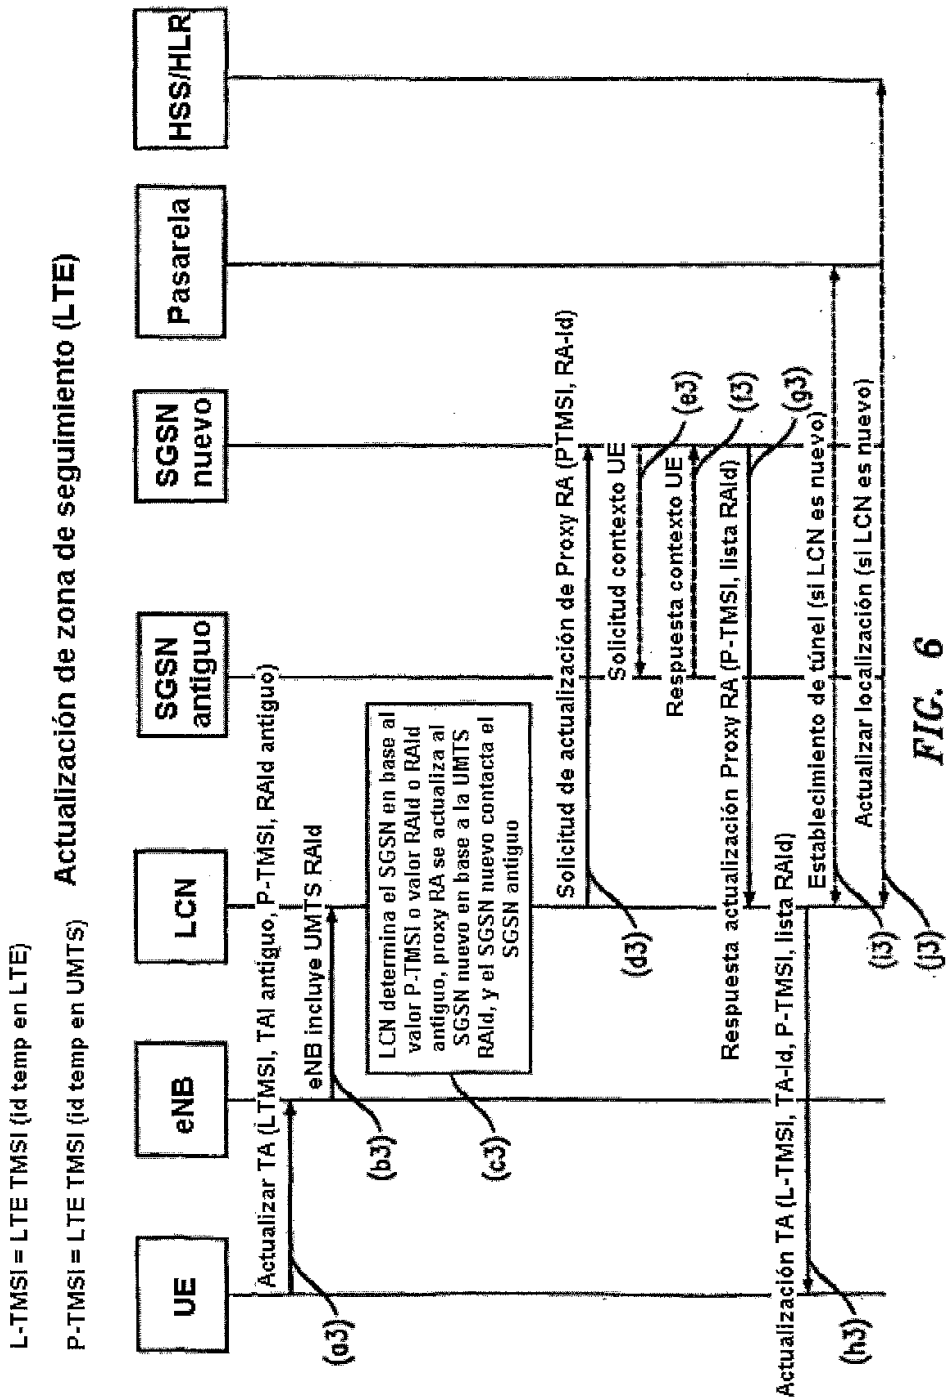 L-TMSI = LTE TMSI (id temp en LTE)
P-TMSI = LTE TMSI (id temp en UMTS)
Actualización de zona de seguimiento (LTE)
UE
eNB
LCN
SGSN
antiguo
SGSN
nuevo
Pasarela
HSS/HLR
Actualizar TA (LTMSI, TAI antiguo, P-TMSI, RAId antiguo)
(a3)
eNB incluye UMTS RAId
(b3)
LCN determina el SGSN en base al
valor P-TMSI o valor RAId o RAId
antiguo, proxy RA se actualiza al
SGSN nuevo en base a la UMTS
RAId, y el SGSN nuevo contacta el
SGSN antiguo
(c3)
Solicitud de actualización de Proxy RA (PTMSI, RA-Id)
(d3)
Solicitud contexto UE
(e3)
Respuesta contexto UE
(f3)
Respuesta actualización Proxy RA (P-TMSI, lista RAId)
(g3)
Actualización TA (L-TMSI, TA-Id, P-TMSI, lista RAId)
(h3)
Establecimiento de túnel (si LCN es nuevo)
(i3)
Actualizar localización (si LCN es nuevo)
(j3)
FIG. 6